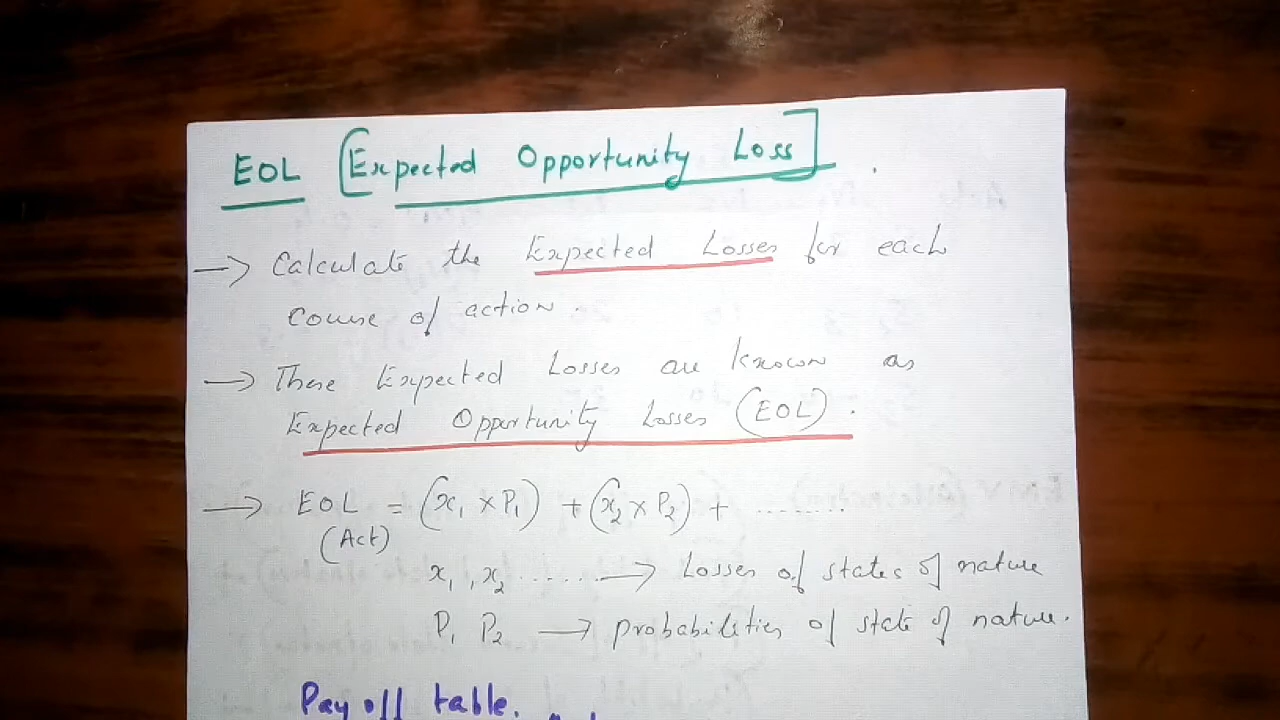 EOL [Expected Opportunity Loss] .
→ Calculate the Expected Losses for each
course of action.
→ These Expected Losses are known as
Expected Opportunity Losses (EOL).
→ EOL = (x₁ × P₁) + (x₂ × P₂) + ........
(Act)
x₁, x₂ ......→ Losses of states of nature
P₁ P₂ → probabilities of state of nature.
Pay off table.